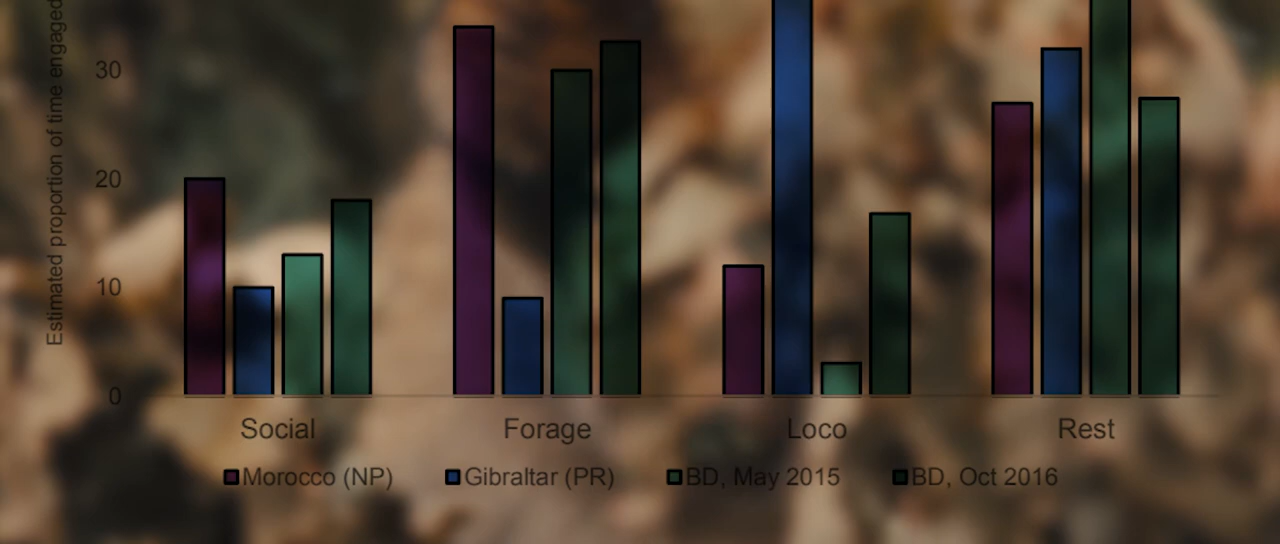 Estimated proportion of time engaged
30
20
10
0
Social Forage Loco Rest
Morocco (NP) Gibraltar (PR) BD, May 2015 BD, Oct 2016